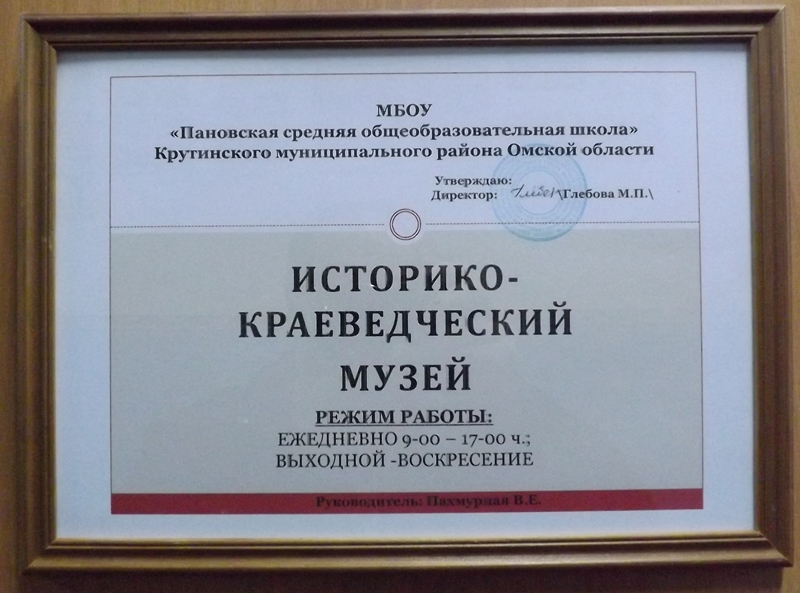 МБОУ
«Пановская средняя общеобразовательная школа»
Крутинского муниципального района Омской области
Утверждаю:
Директор: \Глебова М.П.\
ИСТОРИКО-
КРАЕВЕДЧЕСКИЙ
МУЗЕЙ
РЕЖИМ РАБОТЫ:
ЕЖЕДНЕВНО 9-00 – 17-00 ч.;
ВЫХОДНОЙ -ВОСКРЕСЕНИЕ
Руководитель: Пахмурная В.Е.